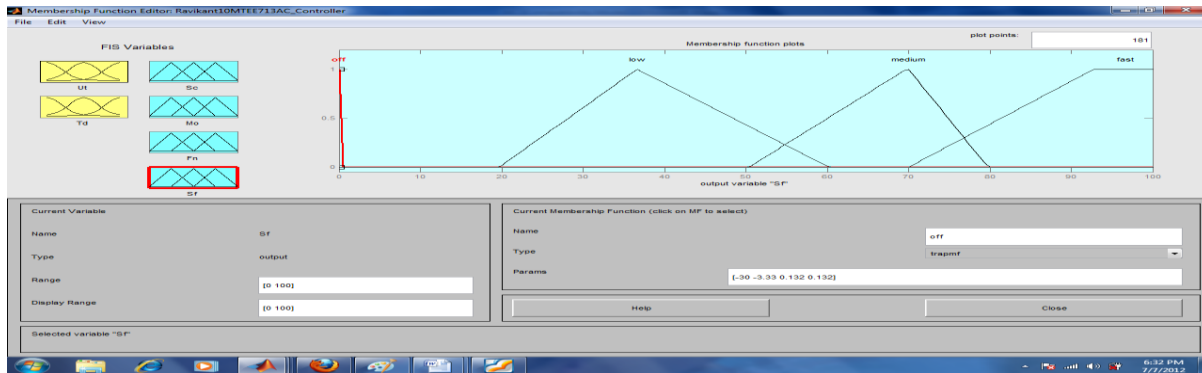 Membership Function Editor: Ravikant10MTEE713AC_Controller
File Edit View
FIS Variables
Membership function plots
plot points:
181
Ut
Td
Sc
Mo
Fn
Sf
off
low
medium
fast
1
0.5
0
0 10 20 30 40 50 60 70 80 90 100
output variable "Sf"
Current Variable
Name Sf
Type output
Range [0 100]
Display Range [0 100]
Current Membership Function (click on MF to select)
Name off
Type trapmf
Params [-30 -3.33 0.132 0.132]
Help
Close
Selected variable "Sf"
6:32 PM
7/7/2012